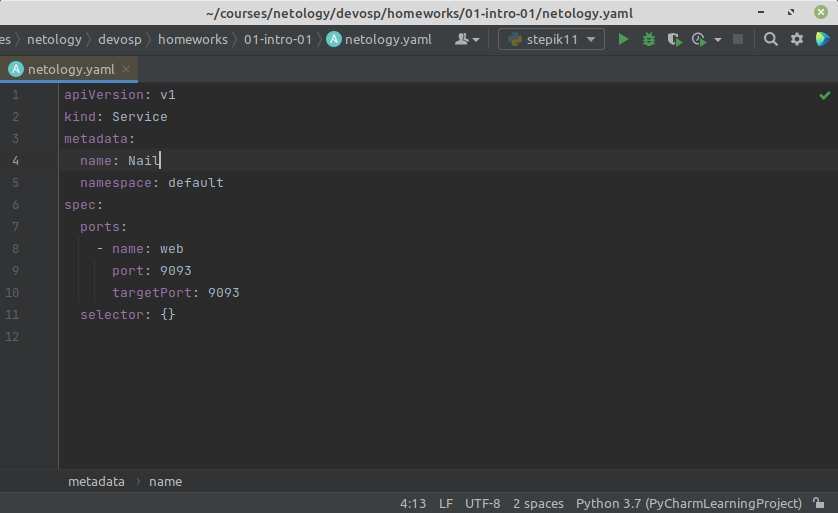 ~/courses/netology/devosp/homeworks/01-intro-01/netology.yaml
es netology devosp homeworks 01-intro-01 netology.yaml stepik11
netology.yaml
1 apiVersion: v1
2 kind: Service
3 metadata:
4   name: Nail
5   namespace: default
6 spec:
7   ports:
8     - name: web
9       port: 9093
10       targetPort: 9093
11   selector: {}
12
metadata › name
4:13 LF UTF-8 2 spaces Python 3.7 (PyCharmLearningProject)